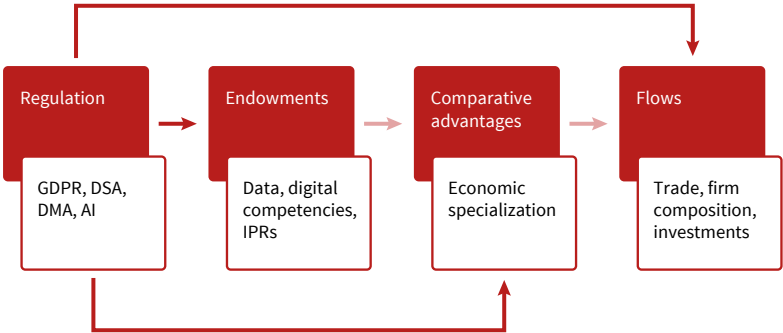 Regulation
GDPR, DSA,
DMA, AI
Endowments
Data, digital
competencies,
IPRs
Comparative
advantages
Economic
specialization
Flows
Trade, firm
composition,
investments